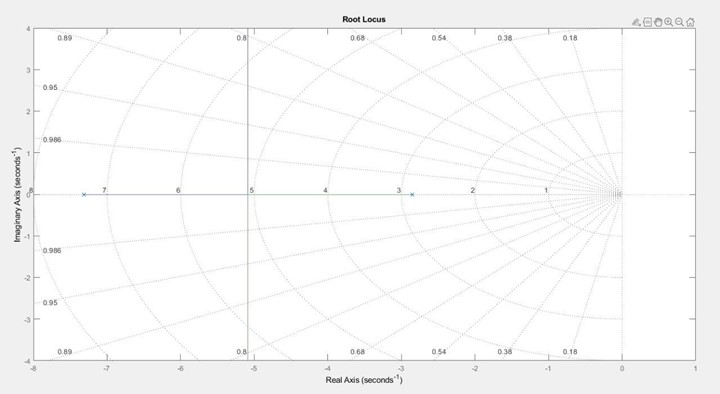 Root Locus
0.89 0.8 0.68 0.54 0.38 0.18
4
0.95
3
2
0.986
1
8 7 6 5 4 3 2 1
0
-1
0.986
-2
0.95
-3
0.89 0.8 0.68 0.54 0.38 0.18
-4
-8 -7 -6 -5 -4 -3 -2 -1 0 1
Real Axis (seconds⁻¹)
Imaginary Axis (seconds⁻¹)